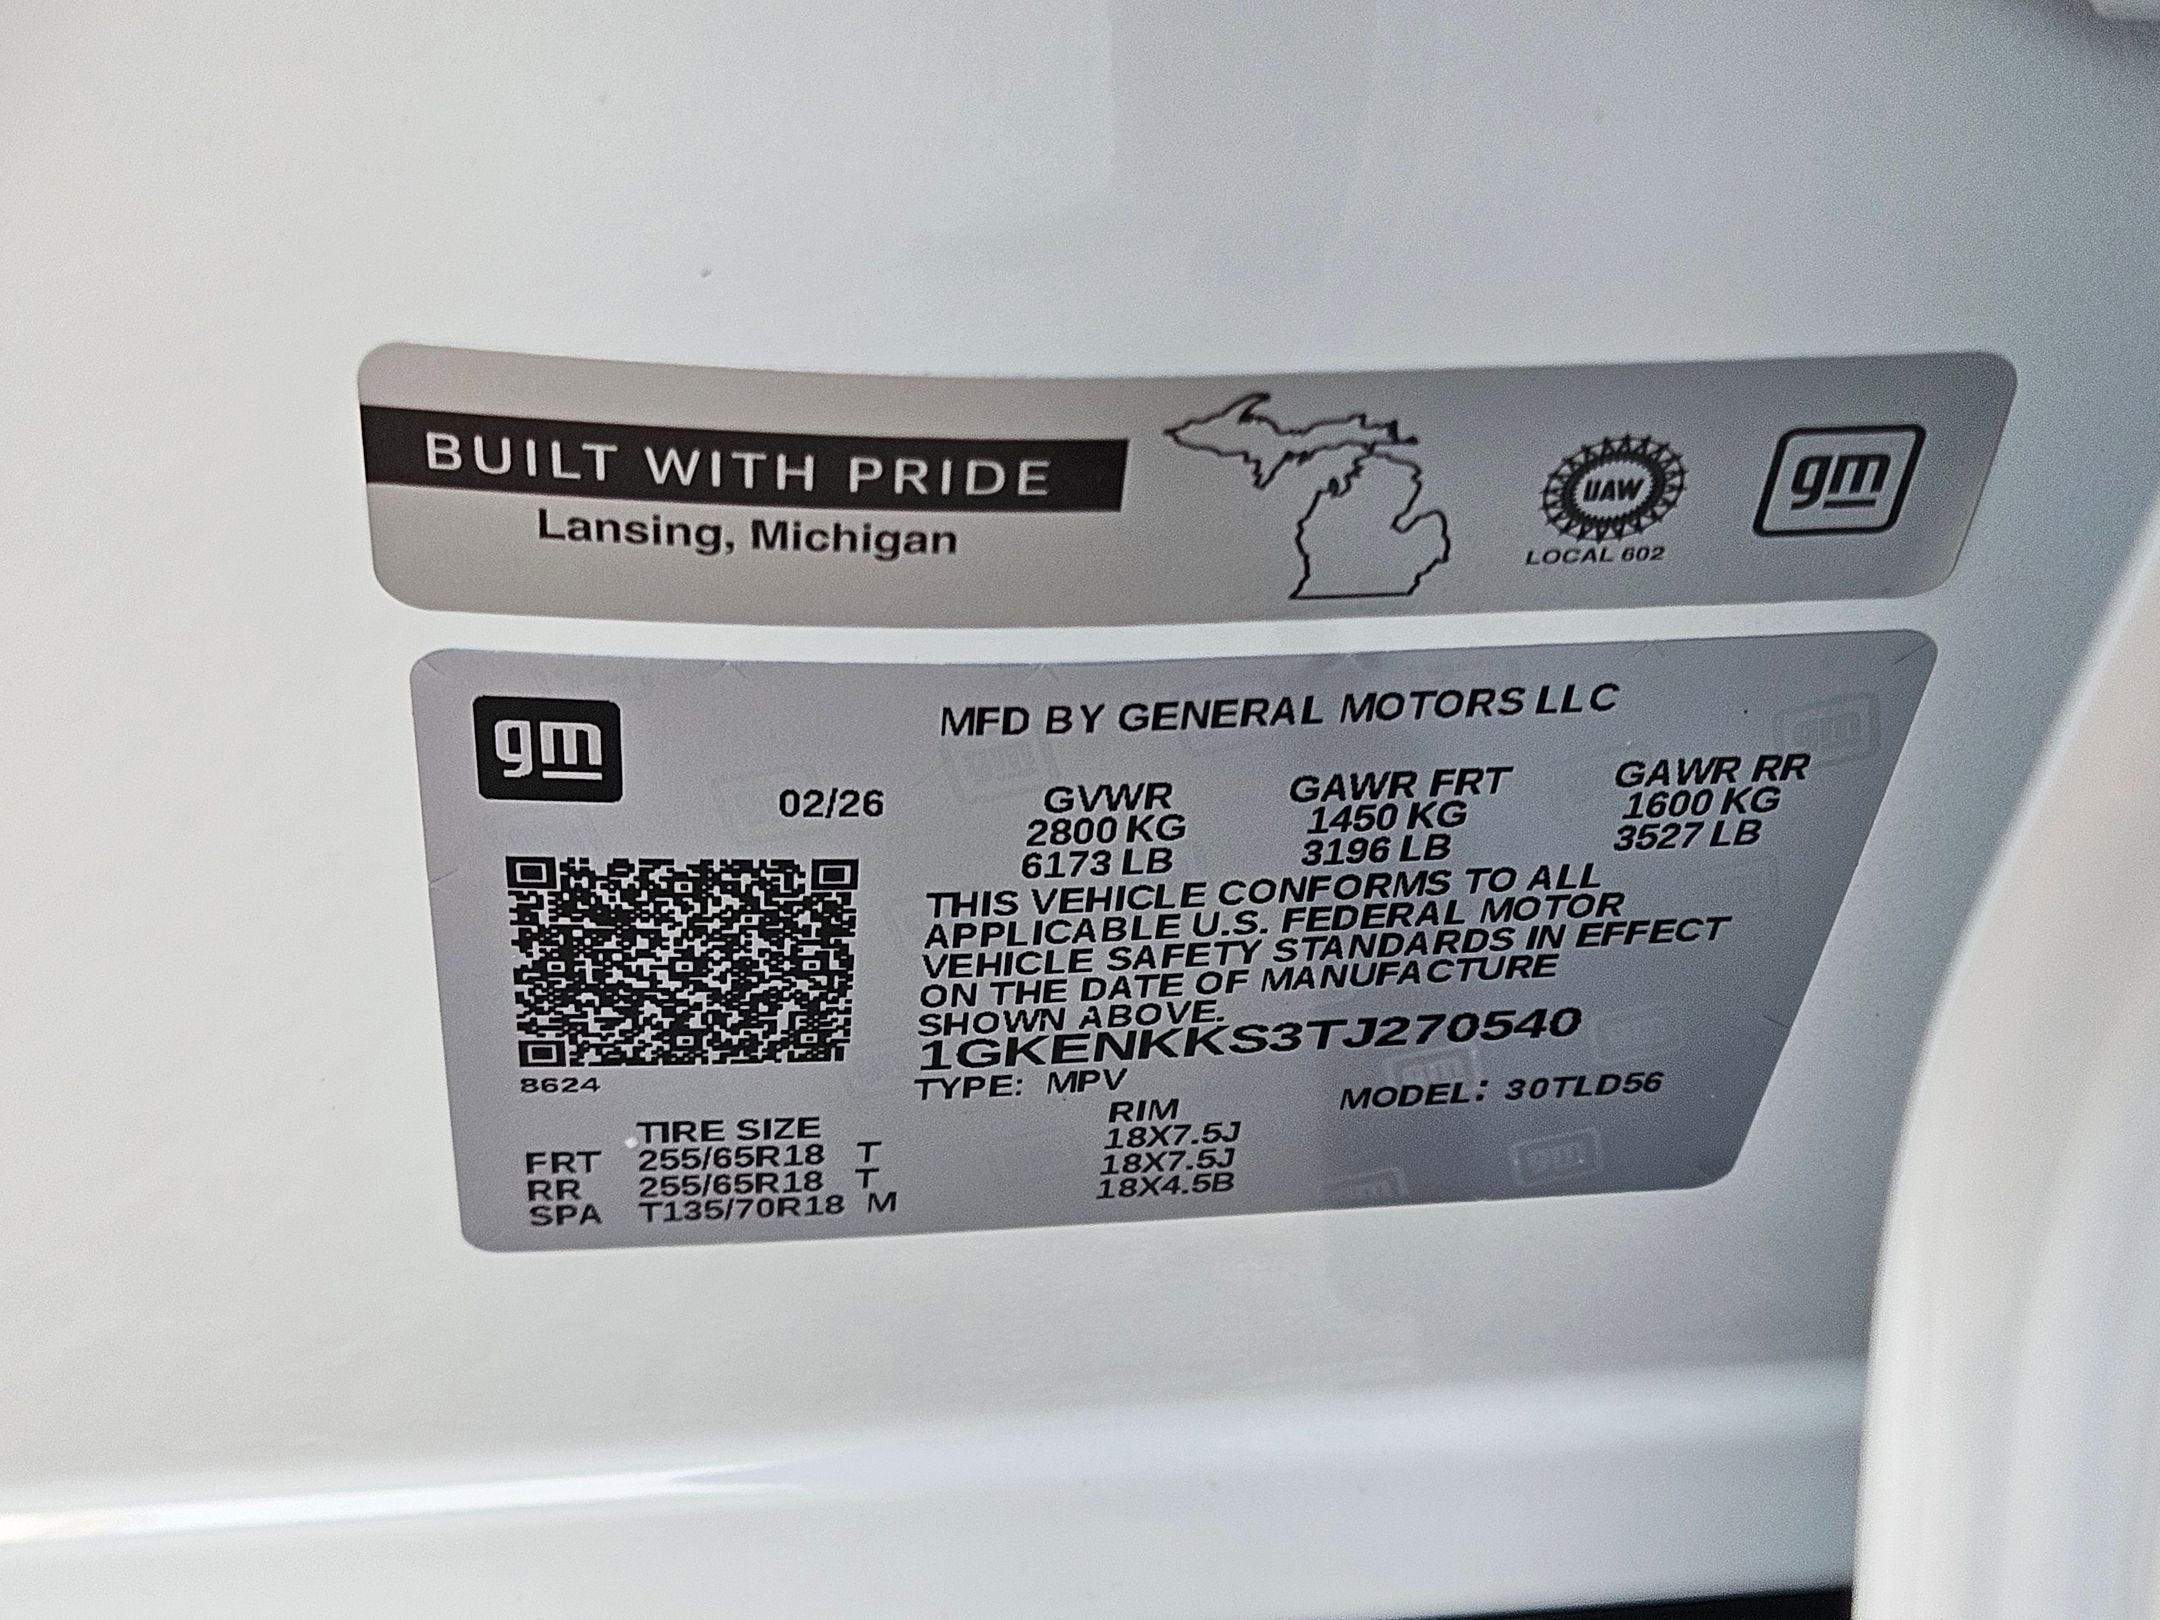 BUILT WITH PRIDE
Lansing, Michigan
UAW
LOCAL 602
gm
gm
MFD BY GENERAL MOTORS LLC
02/26
GVWR GAWR FRT GAWR RR
2800 KG 1450 KG 1600 KG
6173 LB 3196 LB 3527 LB
THIS VEHICLE CONFORMS TO ALL
APPLICABLE U.S. FEDERAL MOTOR
VEHICLE SAFETY STANDARDS IN EFFECT
ON THE DATE OF MANUFACTURE
SHOWN ABOVE.
1GKENKKS3TJ270540
8624
TYPE: MPV MODEL: 30TLD56
TIRE SIZE RIM
FRT 255/65R18 T 18X7.5J
RR 255/65R18 T 18X7.5J
SPA T135/70R18 M 18X4.5B